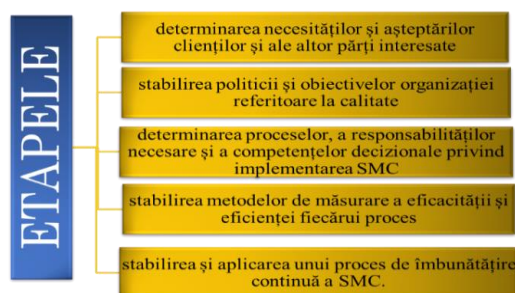 ETAPELE
determinarea necesităților și așteptărilor
clienților și ale altor părți interesate
stabilirea politicii și obiectivelor organizației
referitoare la calitate
determinarea proceselor, a responsabilităților
necesare și a competențelor decizionale privind
implementarea SMC
stabilirea metodelor de măsurare a eficacității și
eficienței fiecărui proces
stabilirea și aplicarea unui proces de îmbunătățire
continuă a SMC.